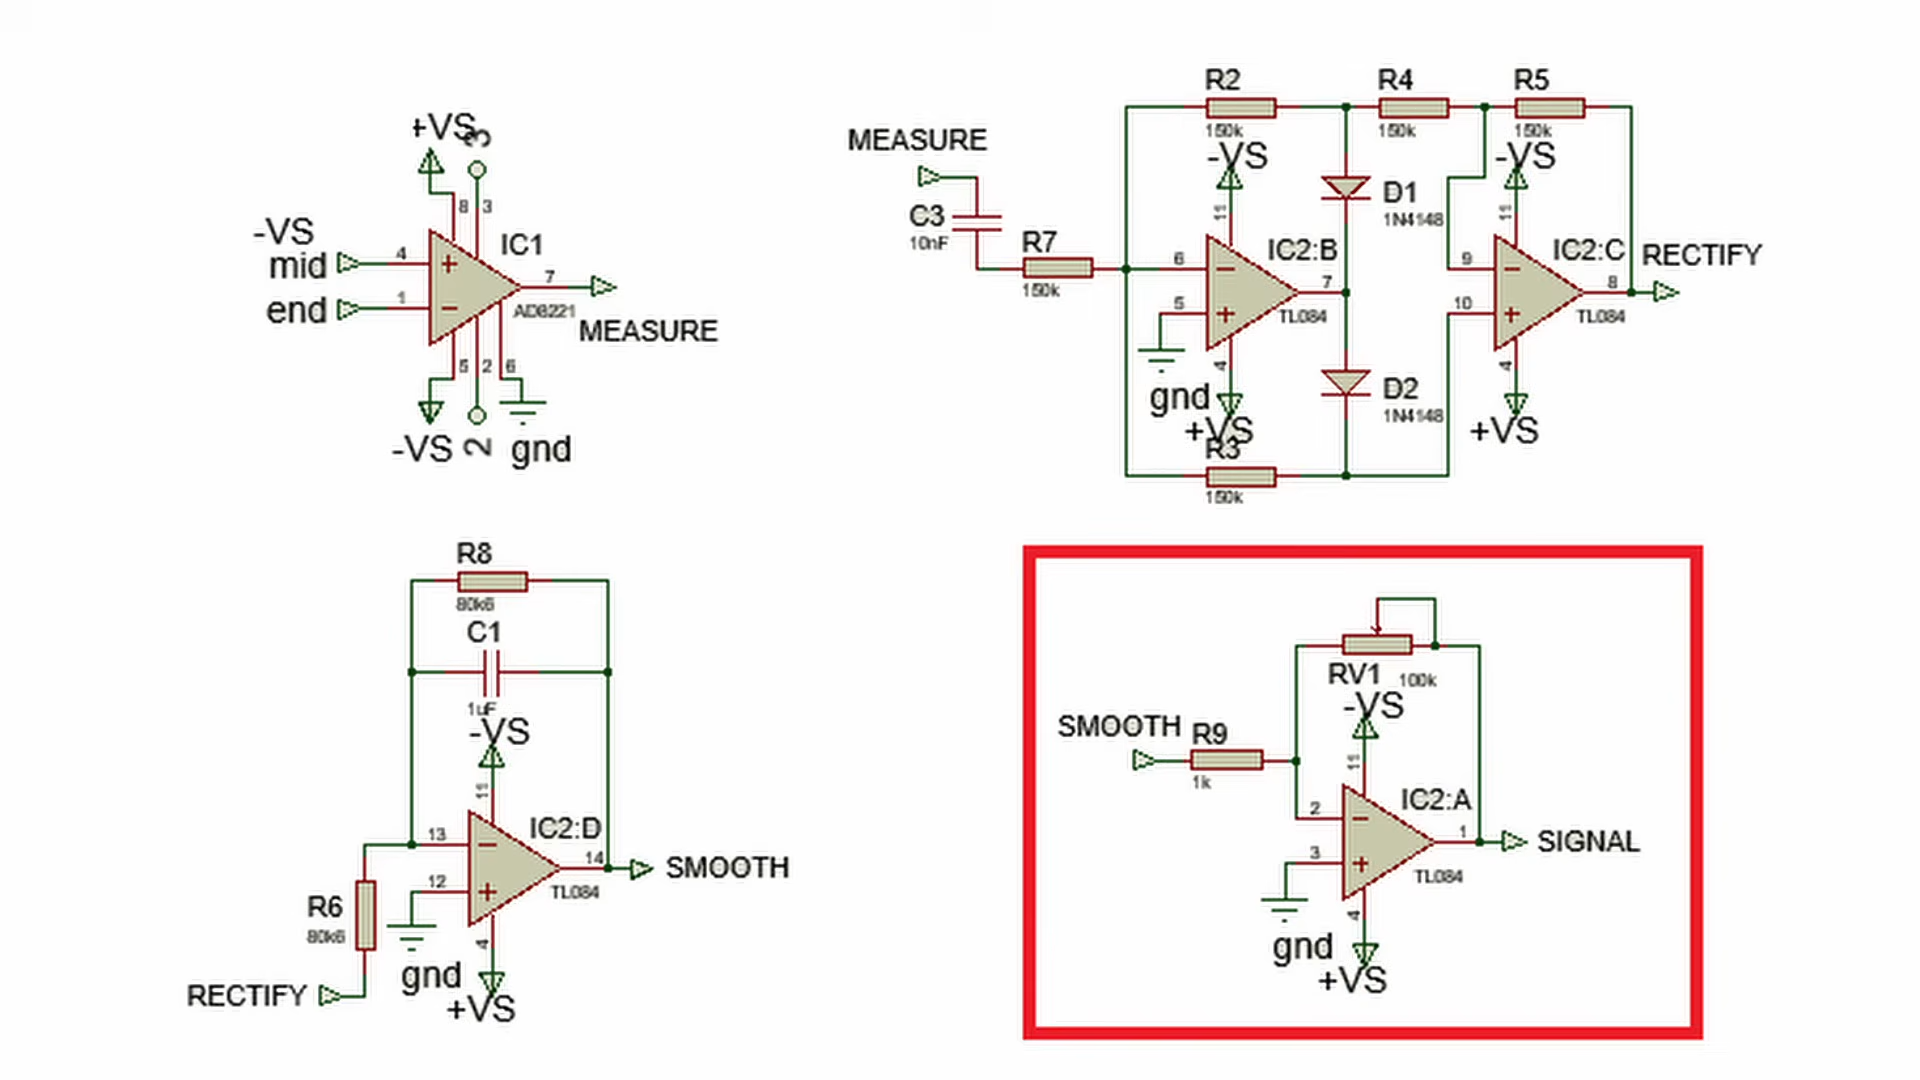 +VS
3
8
3
-VS
mid
4
IC1
7
end
1
AD8221
MEASURE
5
2
6
-VS
2
gnd
R2
150k
R4
150k
R5
150k
MEASURE
-VS
-VS
C3
10nF
11
D1
1N4148
11
R7
150k
6
IC2:B
7
9
IC2:C
8
RECTIFY
5
TL084
10
TL084
4
4
gnd
D2
1N4148
+VS
+VS
R3
150k
R8
80k6
C1
1uF
-VS
11
13
IC2:D
14
SMOOTH
12
TL084
R6
80k6
4
gnd
RECTIFY
+VS
RV1
100k
-VS
SMOOTH
R9
1k
11
2
IC2:A
1
SIGNAL
3
TL084
4
gnd
+VS